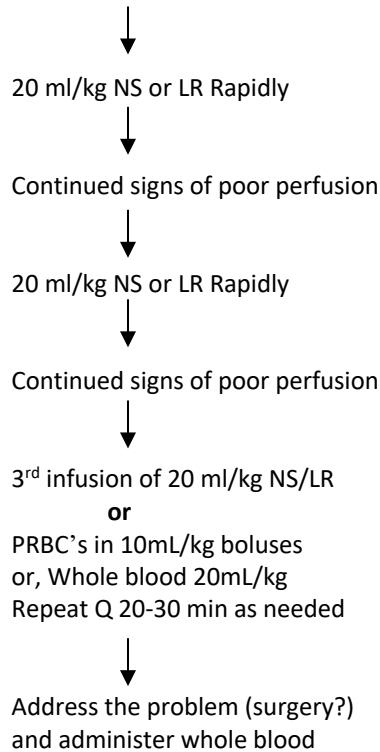 20 ml/kg NS or LR Rapidly
Continued signs of poor perfusion
20 ml/kg NS or LR Rapidly
Continued signs of poor perfusion
3rd infusion of 20 ml/kg NS/LR
or
PRBC’s in 10mL/kg boluses
or, Whole blood 20mL/kg
Repeat Q 20-30 min as needed
Address the problem (surgery?)
and administer whole blood